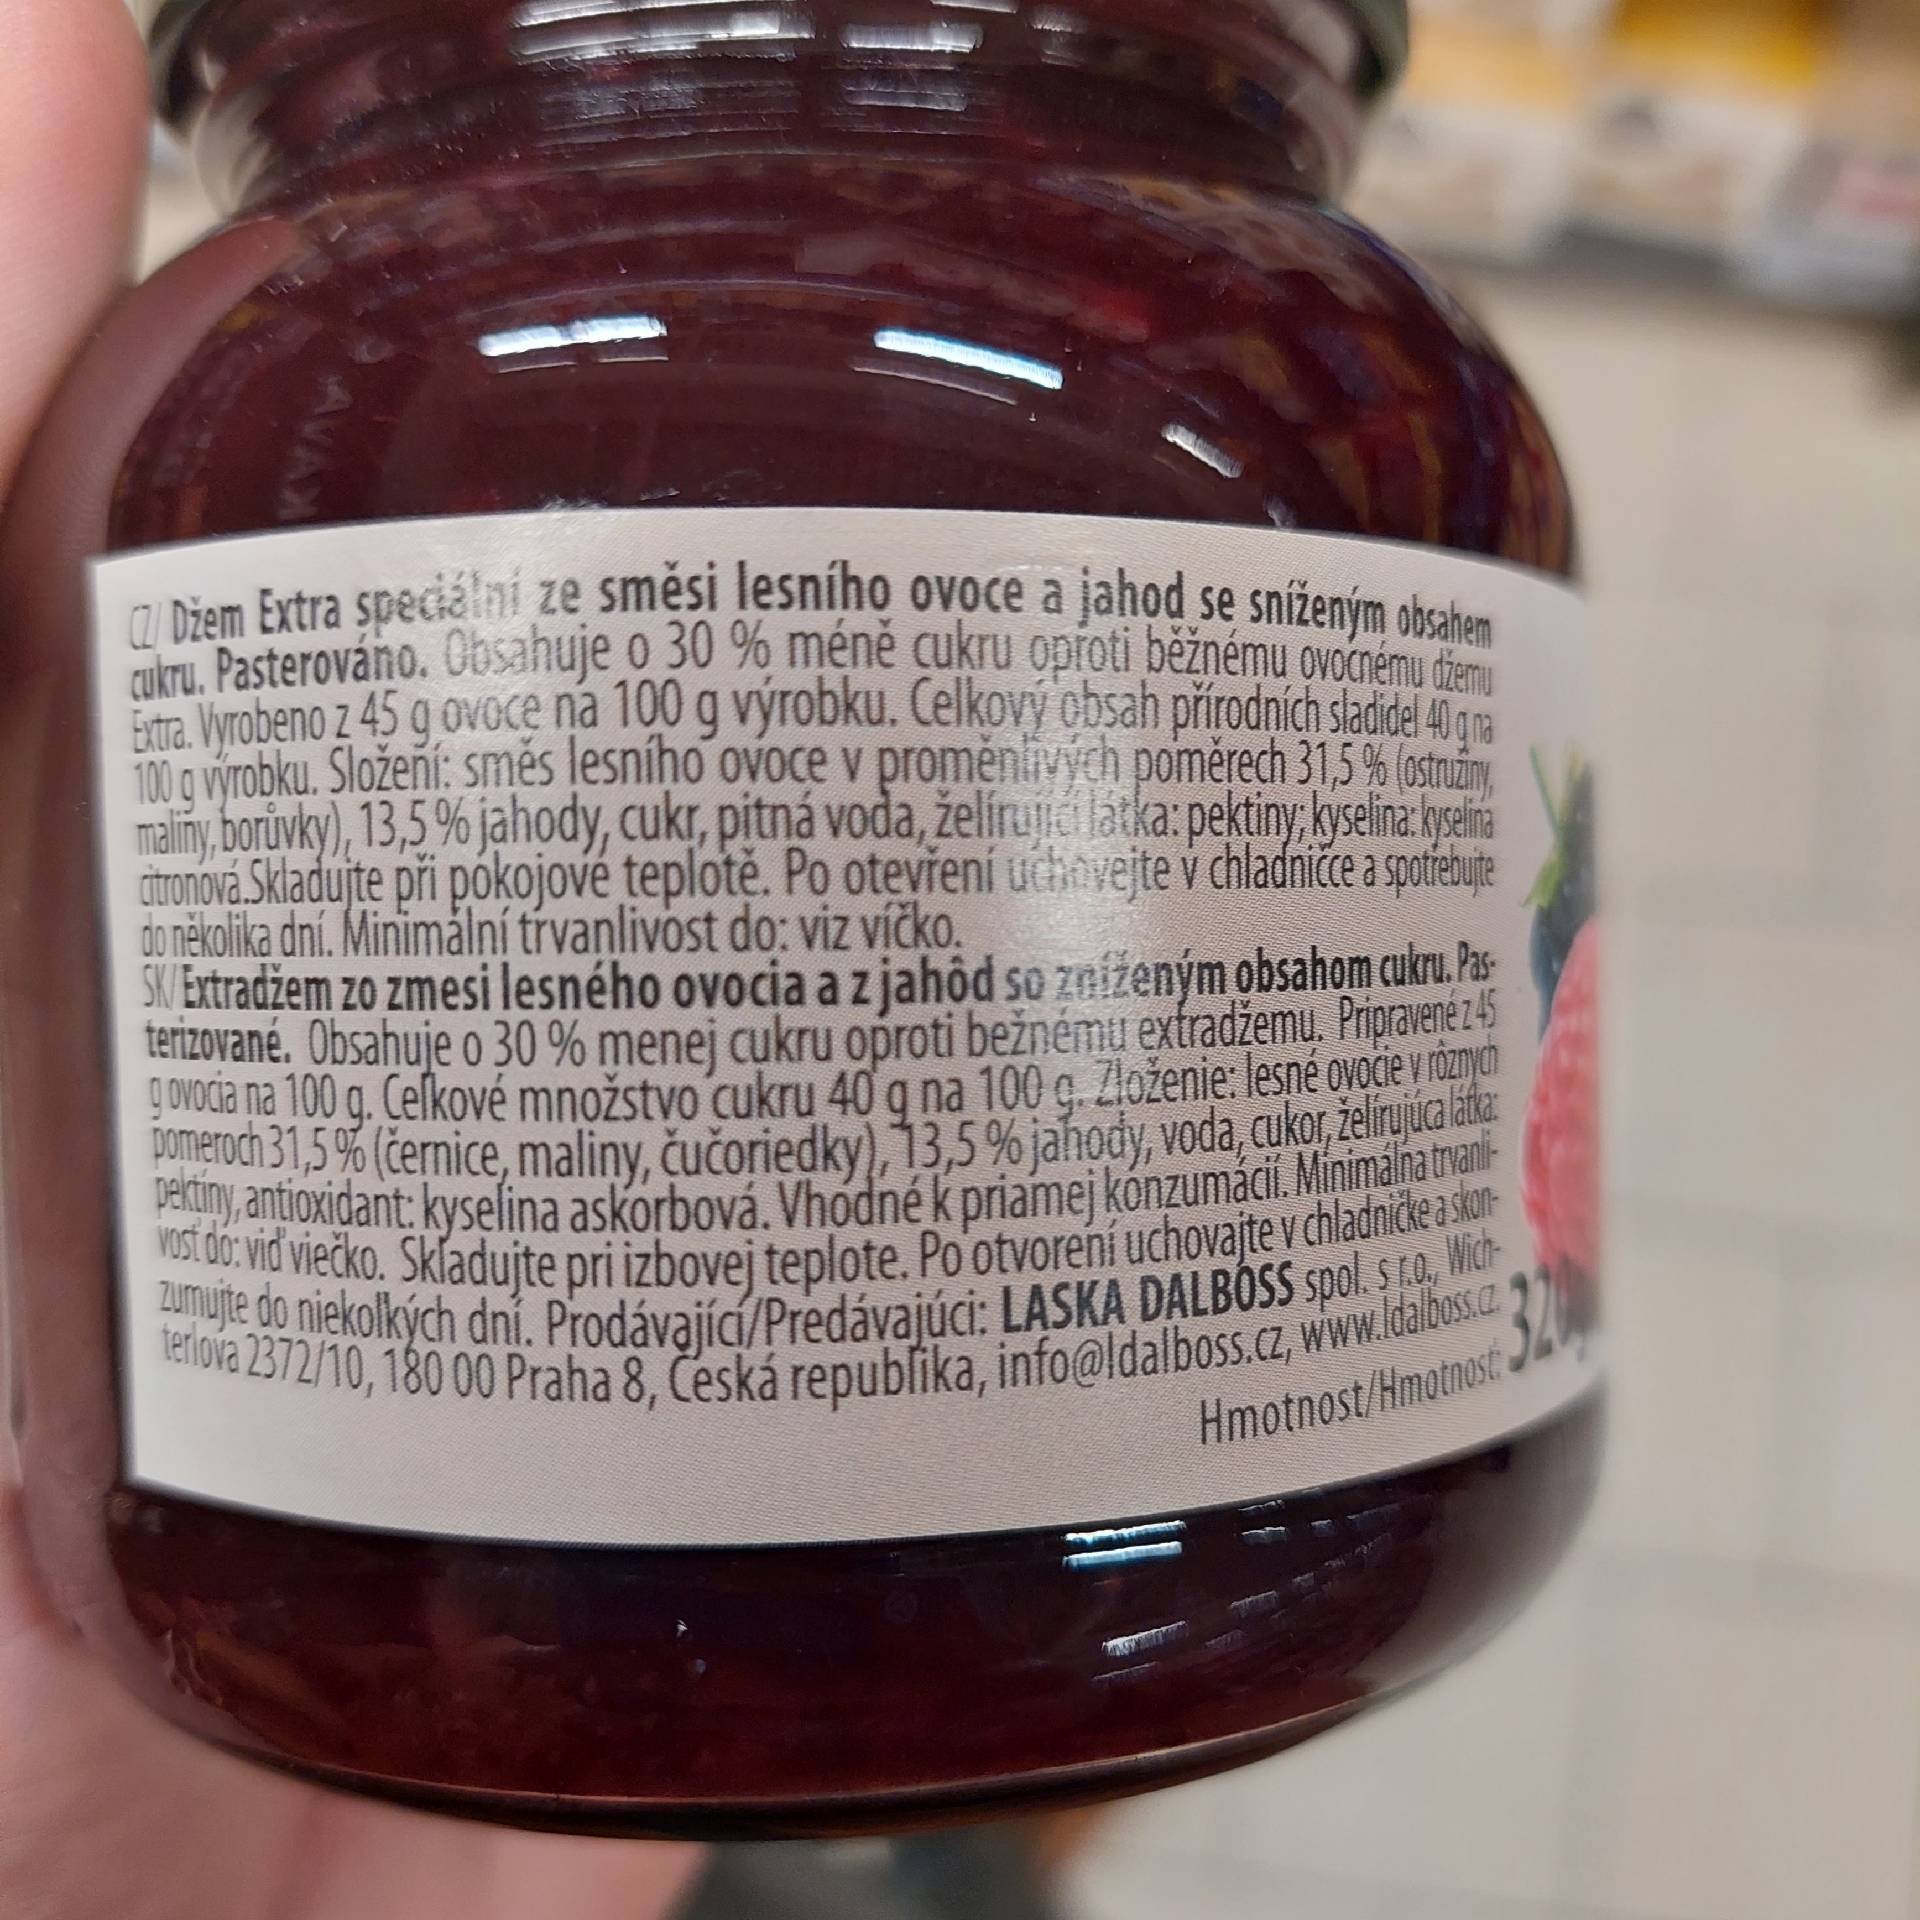 CZ/ Džem Extra speciální ze směsi lesního ovoce a jahod se sníženým obsahem
cukru. Pasterováno. Obsahuje o 30 % méně cukru oproti běžnému ovocnému džemu
Extra. Vyrobeno z 45 g ovoce na 100 g výrobku. Celkový obsah přírodních sladidel 40 g na
100 g výrobku. Složení: směs lesního ovoce v proměnlivých poměrech 31,5 % (ostružiny,
maliny, borůvky), 13,5 % jahody, cukr, pitná voda, želírující látka: pektiny; kyselina: kyselina
citronová.Skladujte při pokojové teplotě. Po otevření uchovejte v chladničce a spotřebujte
do několika dní. Minimální trvanlivost do: viz víčko.
SK/ Extradžem zo zmesi lesného ovocia a z jahôd so zníženým obsahom cukru. Pas-
terizované. Obsahuje o 30 % menej cukru oproti bežnému extradžemu. Pripravené z 45
g ovocia na 100 g. Celkové množstvo cukru 40 g na 100 g. Zloženie: lesné ovocie v rôznych
pomeroch 31,5 % (černice, maliny, čučoriedky), 13,5 % jahody, voda, cukor, želírujúca látka:
pektíny, antioxidant: kyselina askorbová. Vhodné k priamej konzumácií. Minimálna trvanli-
vosť do: viď viečko. Skladujte pri izbovej teplote. Po otvorení uchovajte v chladničke a skon-
zumujte do niekoľkých dní. Prodávající/Predávajúci: LASKA DALBOSS spol. s r.o., Wich-
terlova 2372/10, 180 00 Praha 8, Česká republika, info@ldalboss.cz, www.ldalboss.cz.
Hmotnost/Hmotnosť: